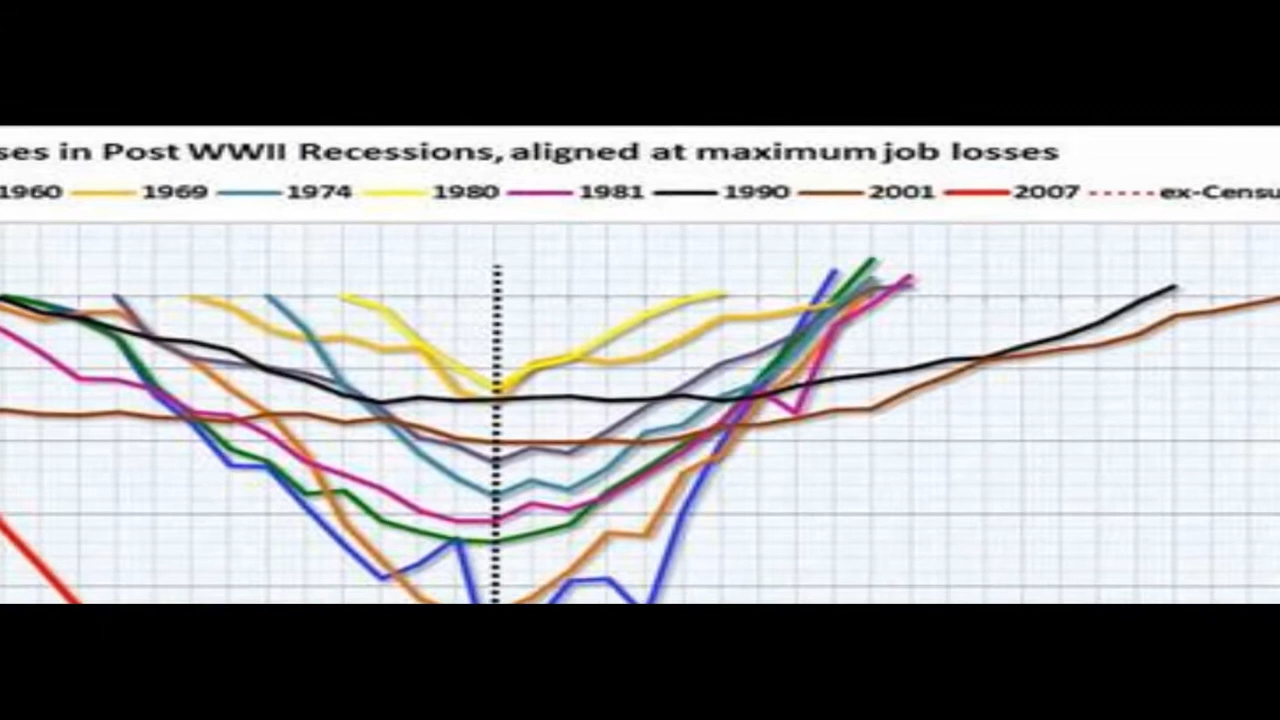 ses in Post WWII Recessions, aligned at maximum job losses
1960 1969 1974 1980 1981 1990 2001 2007 ex-Censu